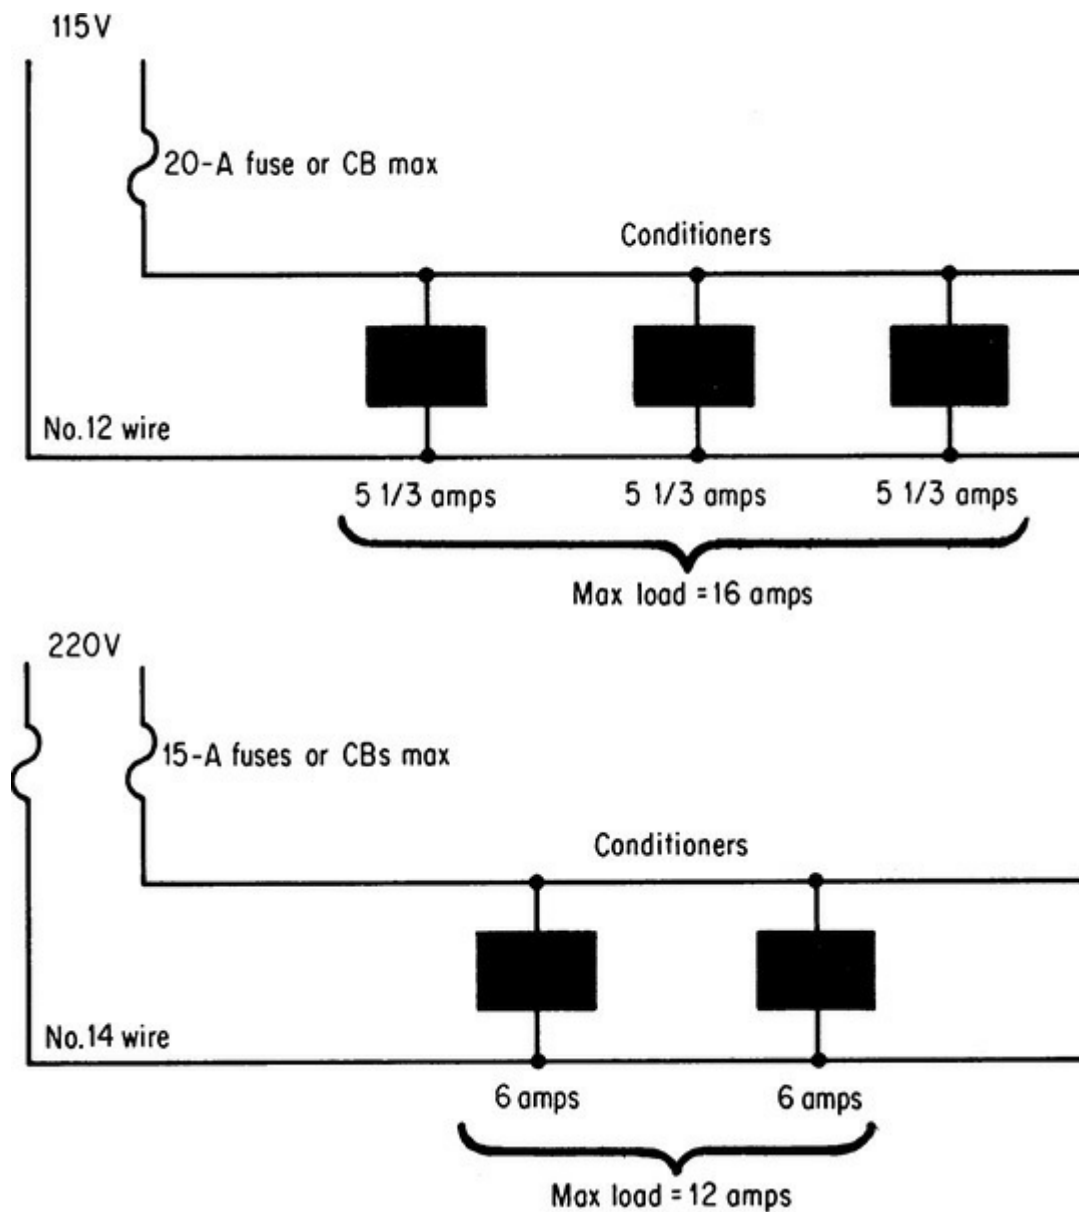 115V
20-A fuse or CB max
Conditioners
No.12 wire
5 1/3 amps 5 1/3 amps 5 1/3 amps
Max load = 16 amps
220V
15-A fuses or CBs max
Conditioners
No.14 wire
6 amps 6 amps
Max load = 12 amps